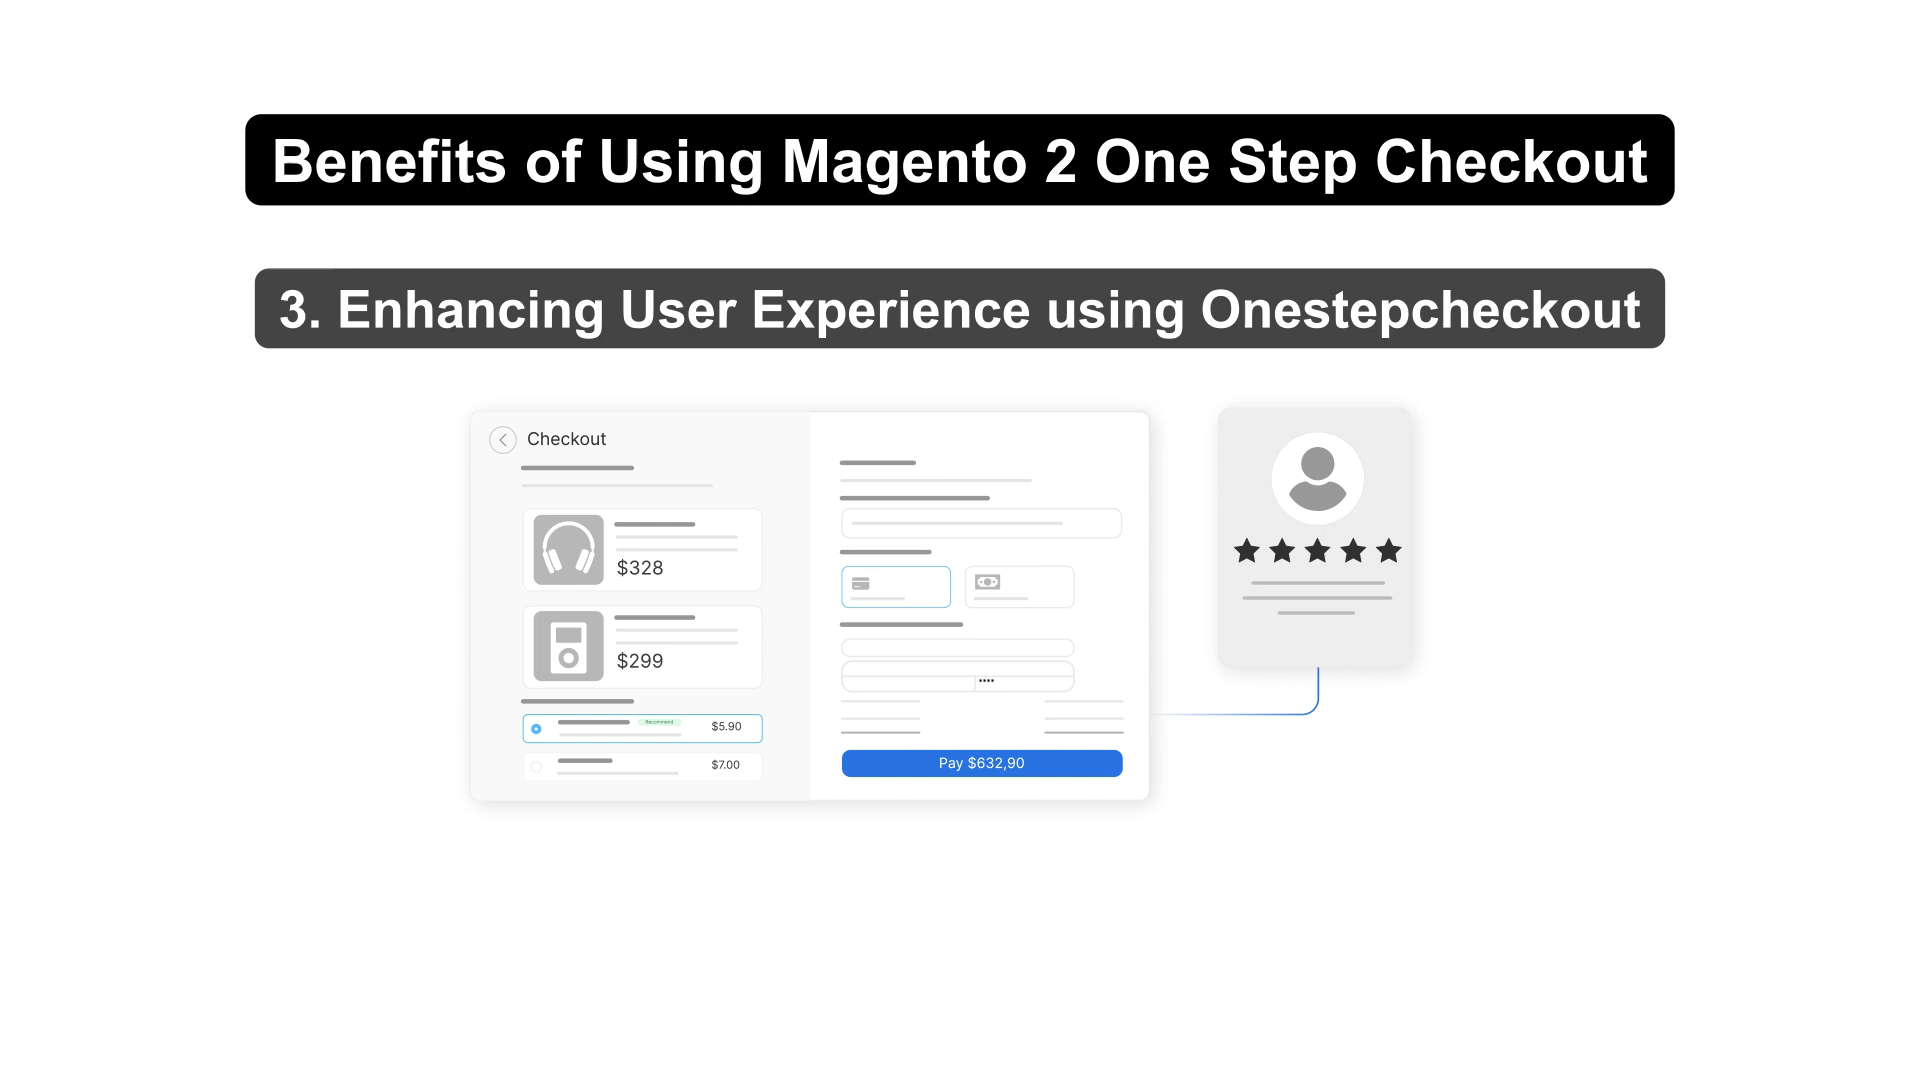 Benefits of Using Magento 2 One Step Checkout
3. Enhancing User Experience using Onestepcheckout
Checkout
$328
$299
Recommend
$5.90
$7.00
Pay $632,90